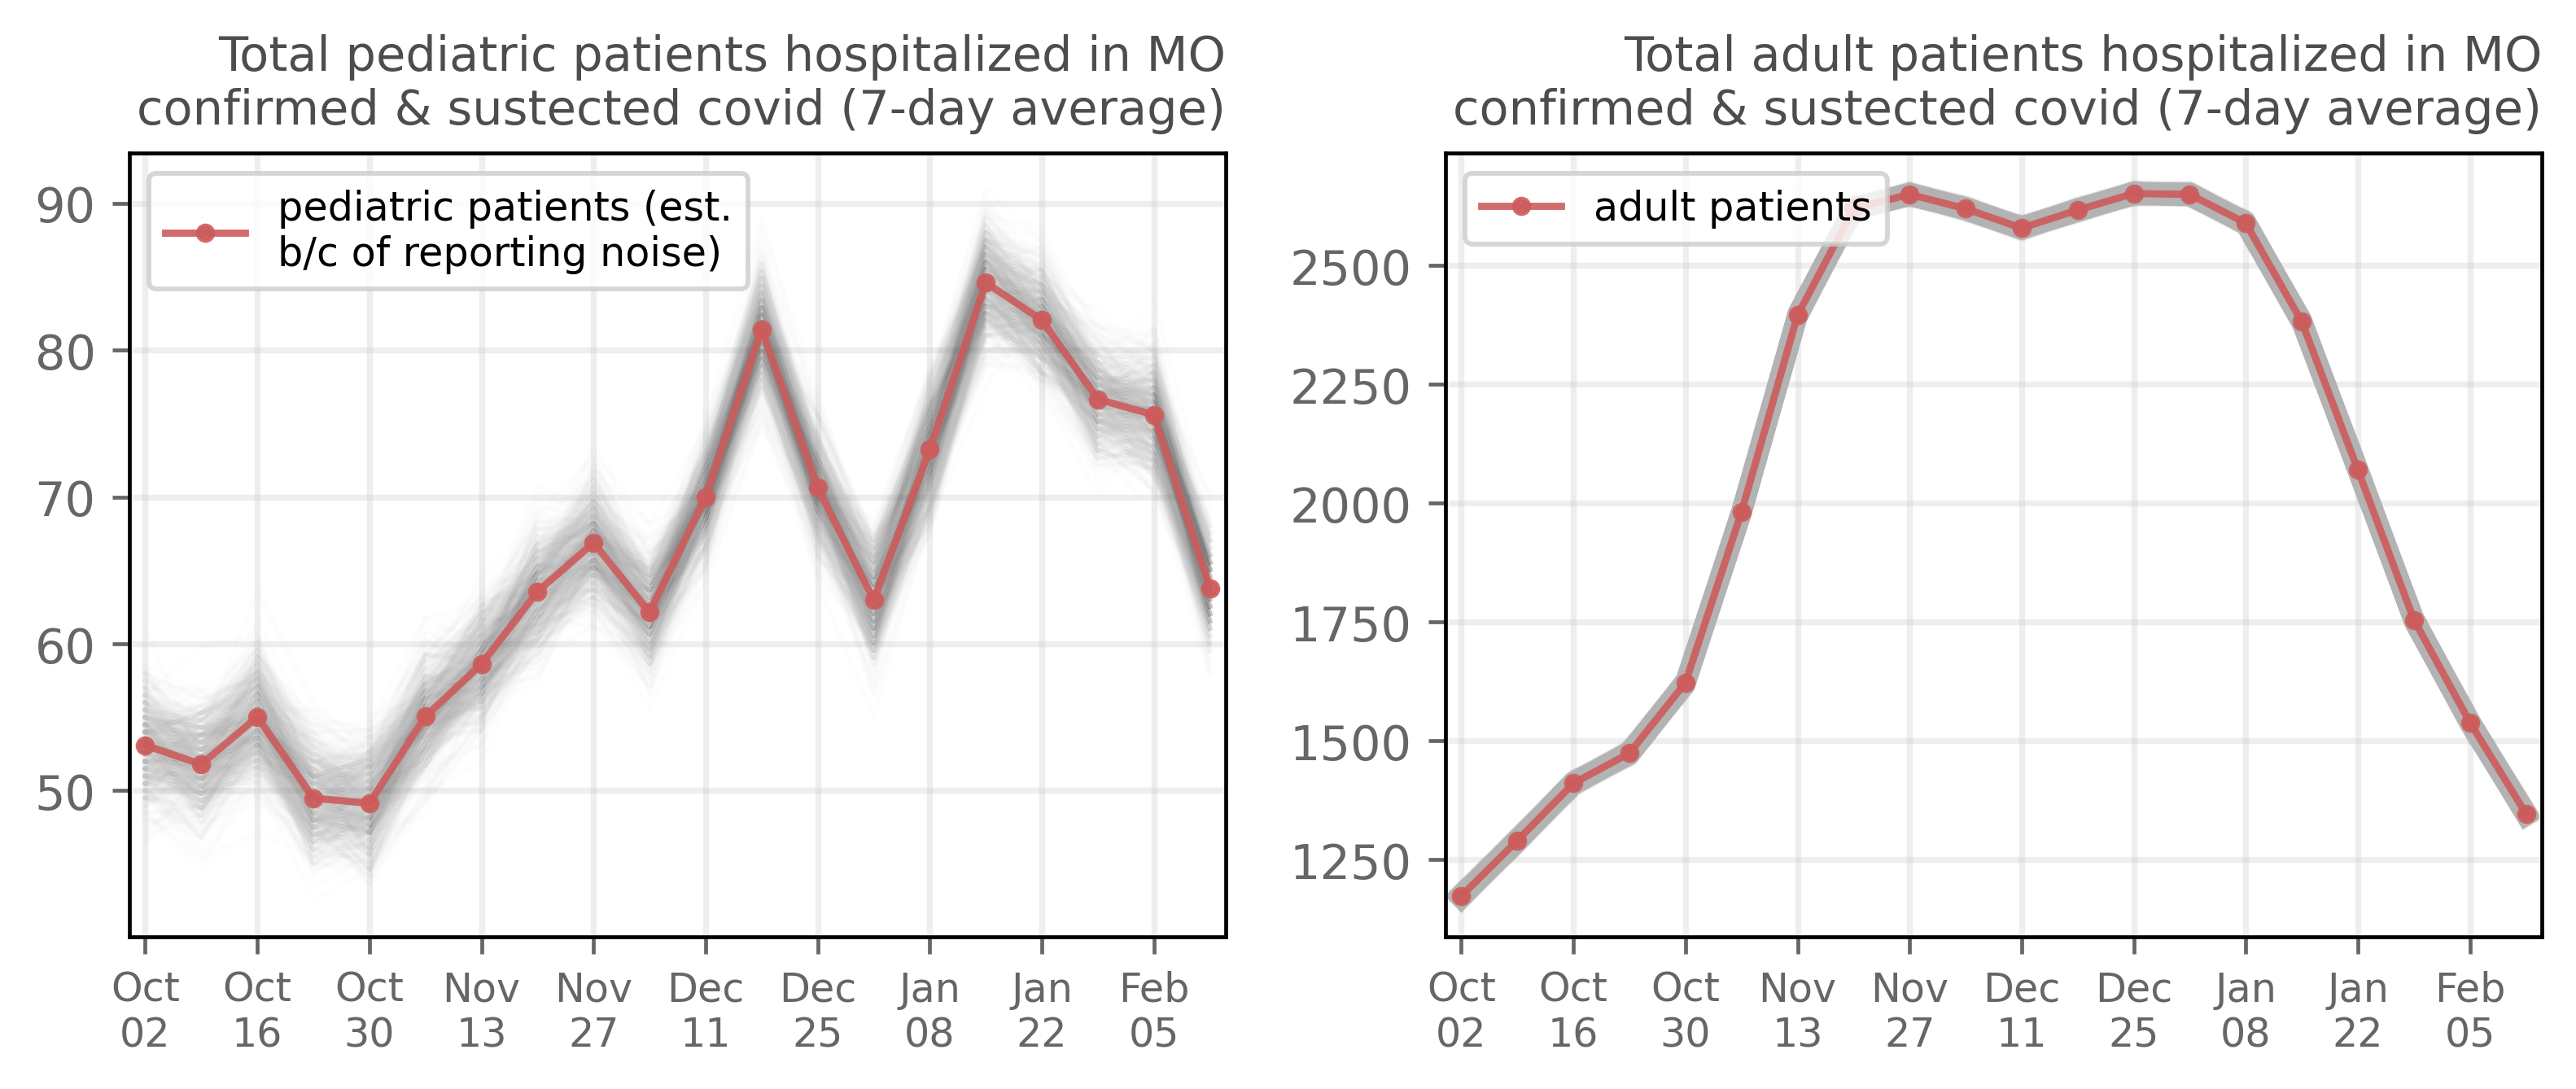 Total pediatric patients hospitalized in MO
confirmed & sustected covid (7-day average)
pediatric patients (est.
b/c of reporting noise)
90
80
70
60
50
Oct Oct Oct Nov Nov Dec Dec Jan Jan Feb
02 16 30 13 27 11 25 08 22 05
Total adult patients hospitalized in MO
confirmed & sustected covid (7-day average)
adult patients
2500
2250
2000
1750
1500
1250
Oct Oct Oct Nov Nov Dec Dec Jan Jan Feb
02 16 30 13 27 11 25 08 22 05